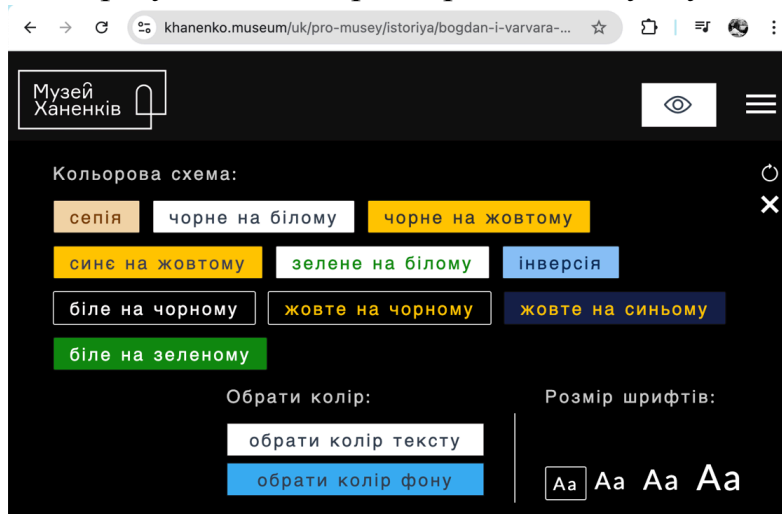 khanenko.museum/uk/pro-musey/istoriya/bogdan-i-varvara-...
Музей
Ханенків
Кольорова схема:
сепія чорне на білому чорне на жовтому
синє на жовтому зелене на білому інверсія
біле на чорному жовте на чорному жовте на синьому
біле на зеленому
Обрати колір: Розмір шрифтів:
обрати колір тексту
обрати колір фону Aa Aa Aa Aa